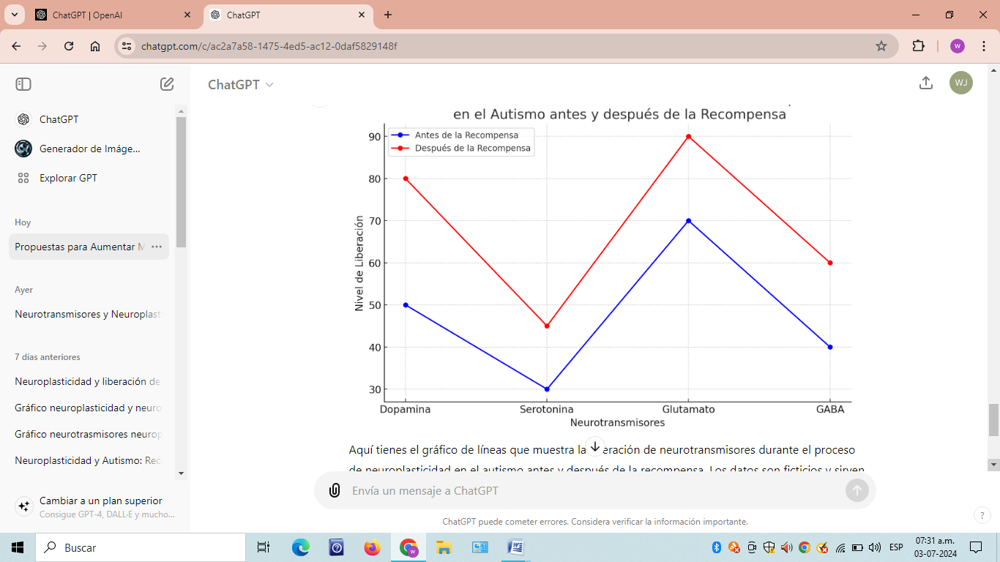 ChatGPT | OpenAI
ChatGPT
chatgpt.com/c/ac2a7a58-1475-4ed5-ac12-0daf5829148f
w
ChatGPT
WJ
ChatGPT
Generador de Imáge...
Explorar GPT
Hoy
Propuestas para Aumentar M
Ayer
Neurotransmisores y Neuroplast
7 días anteriores
Neuroplasticidad y liberación de
Gráfico neuroplasticidad y neuro
Gráfico neurotrasmisores neurop
Neuroplasticidad y Autismo: Rec
Cambiar a un plan superior
Consigue GPT-4, DALL·E y mucho...
en el Autismo antes y después de la Recompensa
Antes de la Recompensa
Después de la Recompensa
90
80
70
60
50
40
30
Nivel de Liberación
Dopamina Serotonina Glutamato GABA
Neurotransmisores
Aquí tienes el gráfico de líneas que muestra la eración de neurotransmisores durante el proceso
de neuroplasticidad en el autismo antes y después de la recompensa. Los datos son ficticios y sirven
Envía un mensaje a ChatGPT
ChatGPT puede cometer errores. Considera verificar la información importante.
?
Buscar
w
ESP
07:31 a.m.
03-07-2024